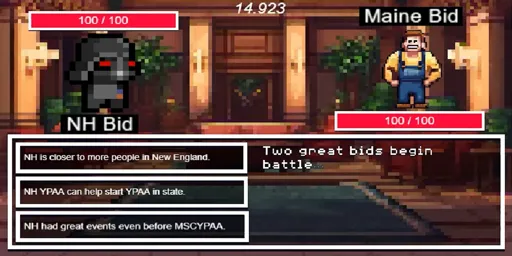 14.923
Maine Bid
100 / 100
NH Bid
100 / 100
NH is closer to more people in New England.
Two great bids begin
battle
NH YPAA can help start YPAA in state.
NH had great events even before MSCYPAA.